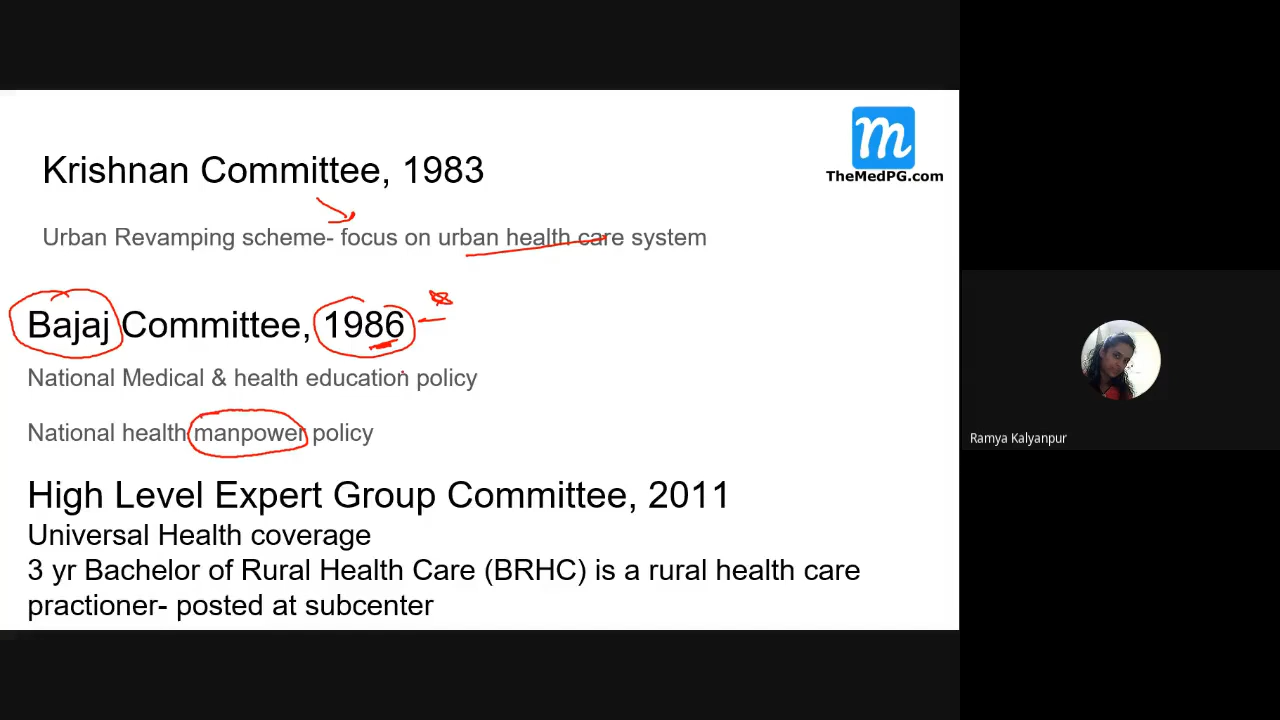 Krishnan Committee, 1983
m
TheMedPG.com
Urban Revamping scheme- focus on urban health care system
Bajaj Committee, 1986
National Medical & health education policy
National health manpower policy
High Level Expert Group Committee, 2011
Universal Health coverage
3 yr Bachelor of Rural Health Care (BRHC) is a rural health care
practioner- posted at subcenter
Ramya Kalyanpur